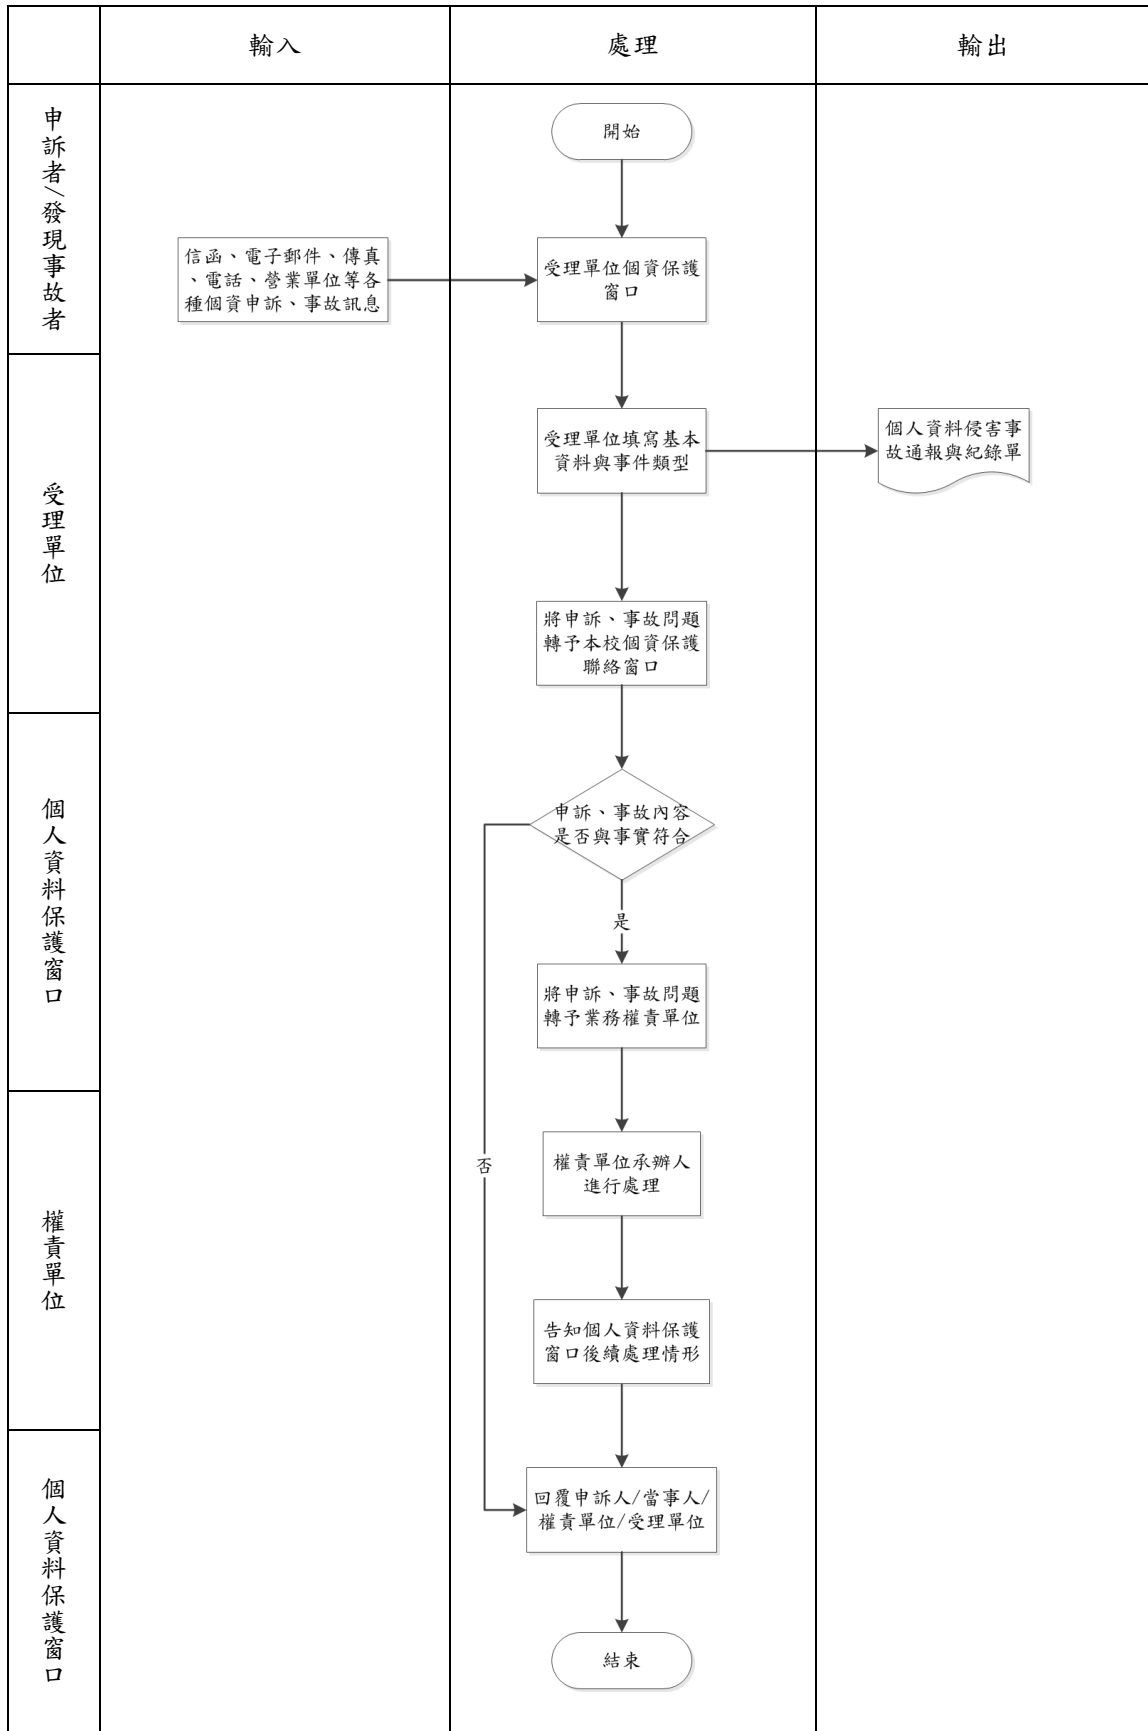 輸入
處理
輸出
申訴者/發現事故者
開始
信函、電子郵件、傳真
、電話、營業單位等各
種個資申訴、事故訊息
受理單位個資保護
窗口
受理單位
受理單位填寫基本
資料與事件類型
個人資料侵害事
故通報與紀錄單
將申訴、事故問題
轉予本校個資保護
聯絡窗口
個人資料保護窗口
申訴、事故內容
是否與事實符合
是
將申訴、事故問題
轉予業務權責單位
否
權責單位
權責單位承辦人
進行處理
告知個人資料保護
窗口後續處理情形
個人資料保護窗口
回覆申訴人/當事人/
權責單位/受理單位
結束